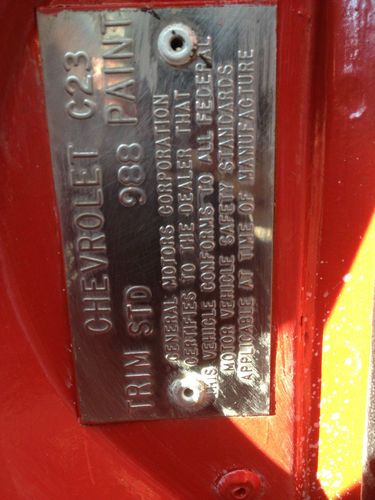 CHEVROLET C23
TRIM STD 988 PAINT
GENERAL MOTORS CORPORATION
CERTIFIES TO THE DEALER THAT
THIS VEHICLE CONFORMS TO ALL FEDERAL
MOTOR VEHICLE SAFETY STANDARDS
APPLICABLE AT TIME OF MANUFACTURE